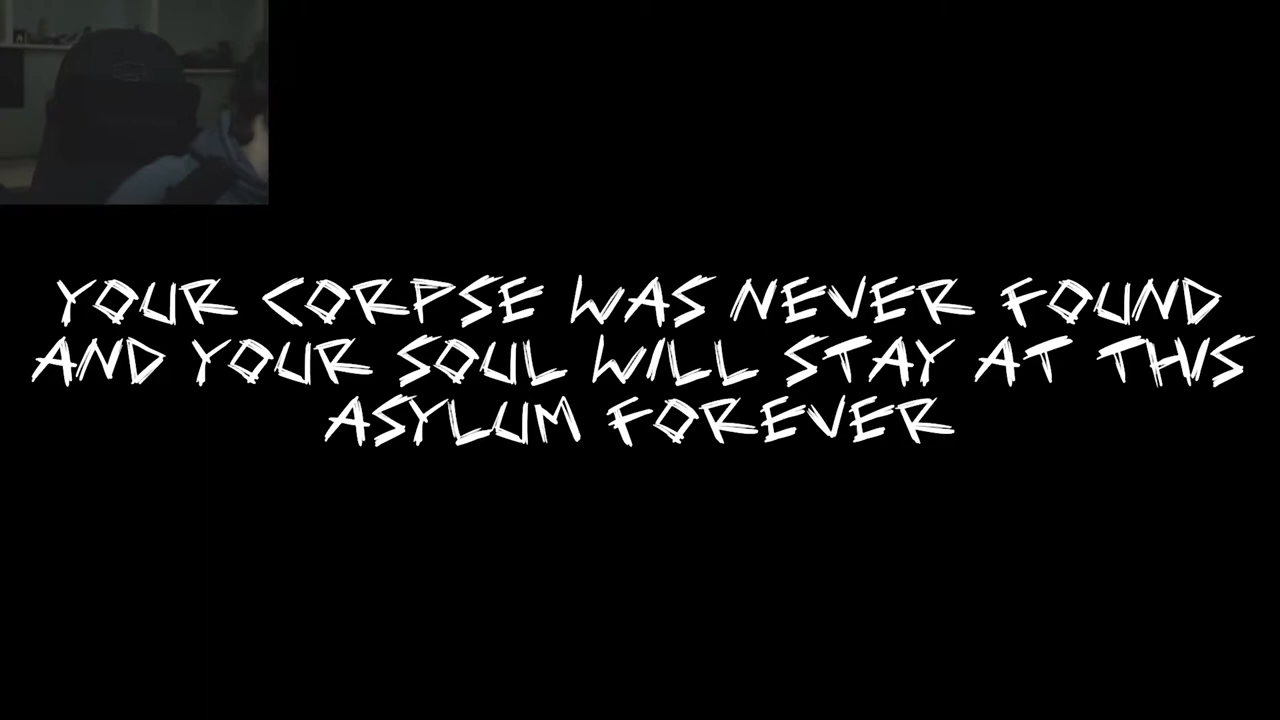 YOUR CORPSE WAS NEVER FOUND
AND YOUR SOUL WILL STAY AT THIS
ASYLUM FOREVER